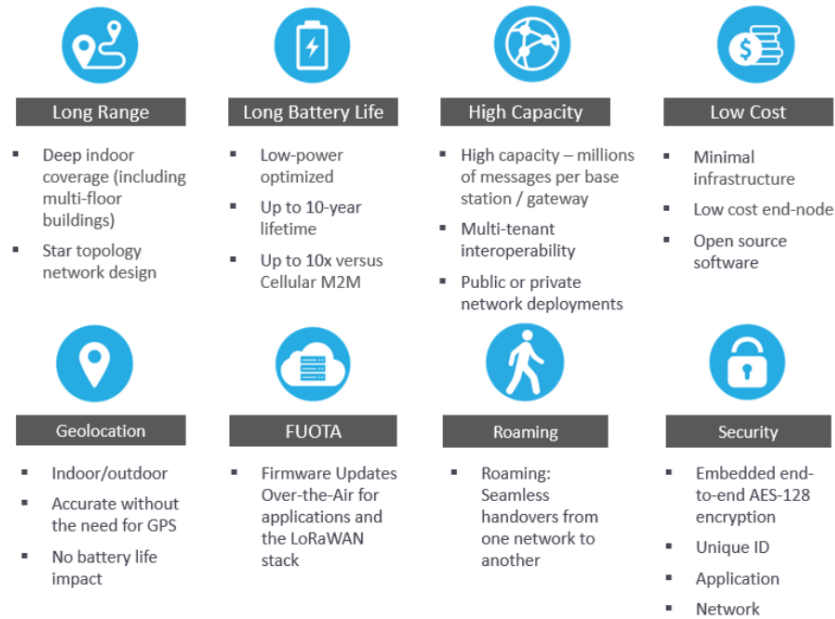 Long Range
▪ Deep indoor
coverage (including
multi-floor
buildings)
▪ Star topology
network design
Long Battery Life
▪ Low-power
optimized
▪ Up to 10-year
lifetime
▪ Up to 10x versus
Cellular M2M
High Capacity
▪ High capacity – millions
of messages per base
station / gateway
▪ Multi-tenant
interoperability
▪ Public or private
network deployments
$
Low Cost
▪ Minimal
infrastructure
▪ Low cost end-node
▪ Open source
software
Geolocation
▪ Indoor/outdoor
▪ Accurate without
the need for GPS
▪ No battery life
impact
FUOTA
▪ Firmware Updates
Over-the-Air for
applications and
the LoRaWAN
stack
Roaming
▪ Roaming:
Seamless
handovers from
one network to
another
Security
▪ Embedded end-
to-end AES-128
encryption
▪ Unique ID
▪ Application
▪ Network